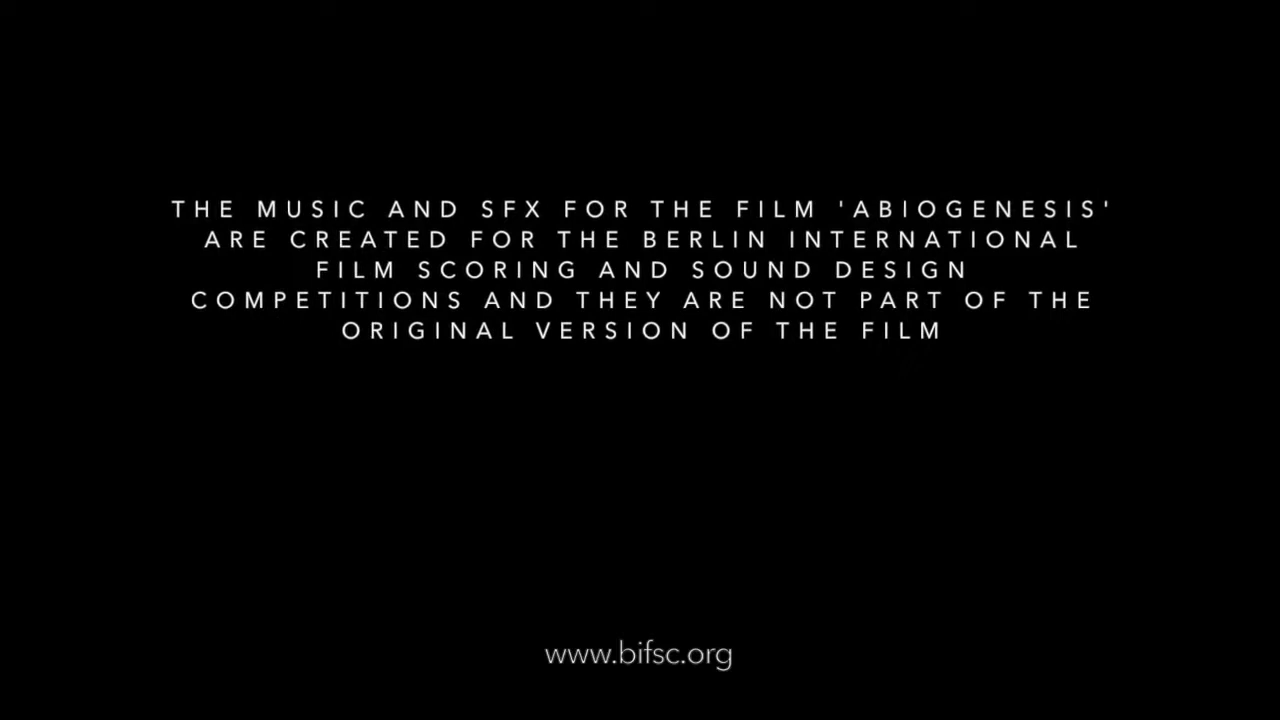 THE MUSIC AND SFX FOR THE FILM 'ABIOGENESIS'
ARE CREATED FOR THE BERLIN INTERNATIONAL
FILM SCORING AND SOUND DESIGN
COMPETITIONS AND THEY ARE NOT PART OF THE
ORIGINAL VERSION OF THE FILM
www.bifsc.org